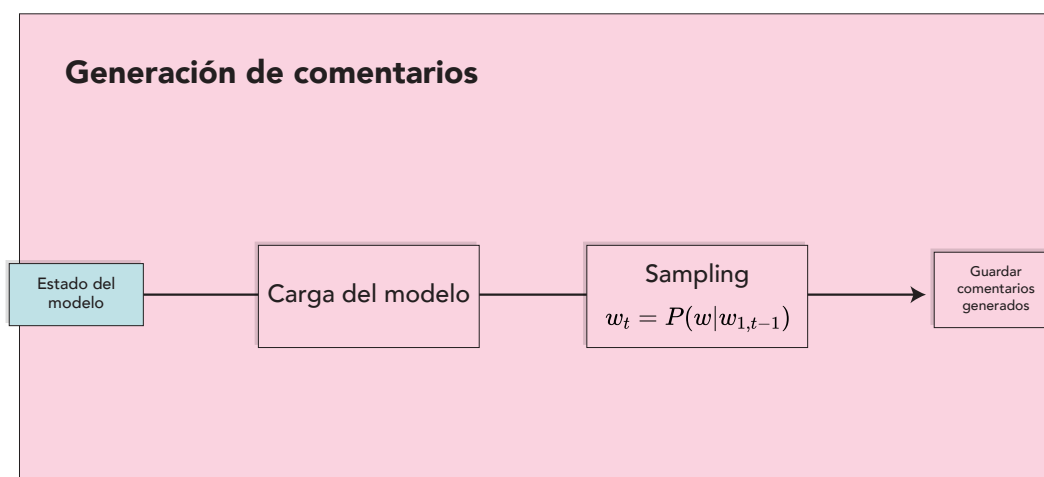 Generación de comentarios
Estado del
modelo
Carga del modelo
Sampling
w_t = P(w|w_{1,t-1})
Guardar
comentarios
generados